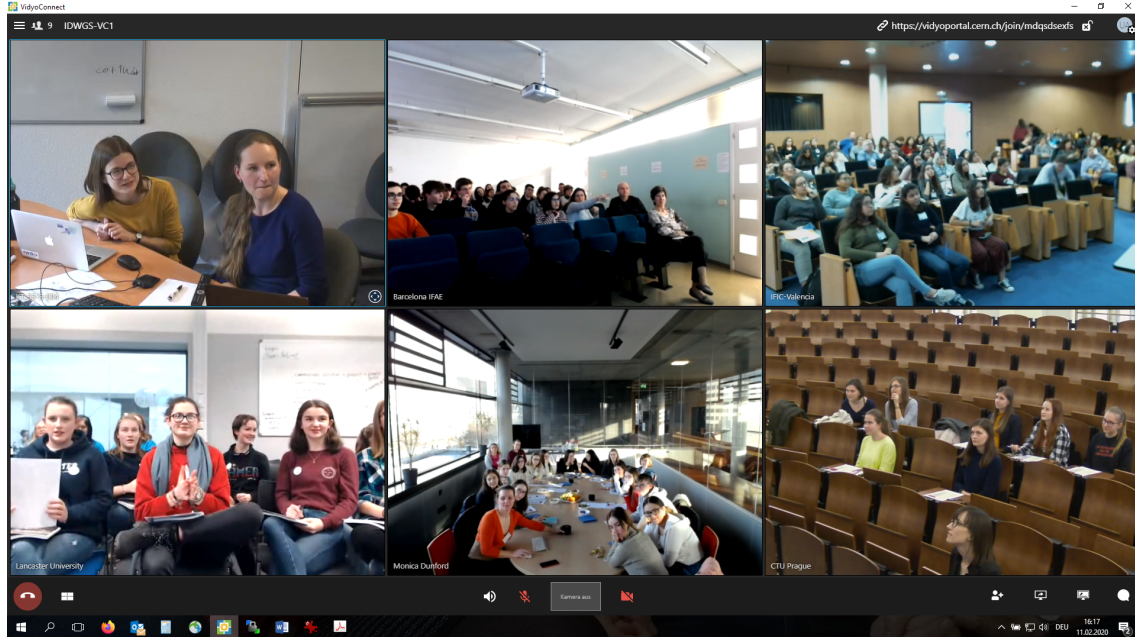 VidyoConnect
9 IDWGS-VC1
https://vidyoportal.cern.ch/join/mdqsdsexfs
Barcelona IFAE
IFIC-Valencia
Lancaster University
Monica Dunford
CTU Prague
Kamera aus
DEU
16:17
11.02.2020